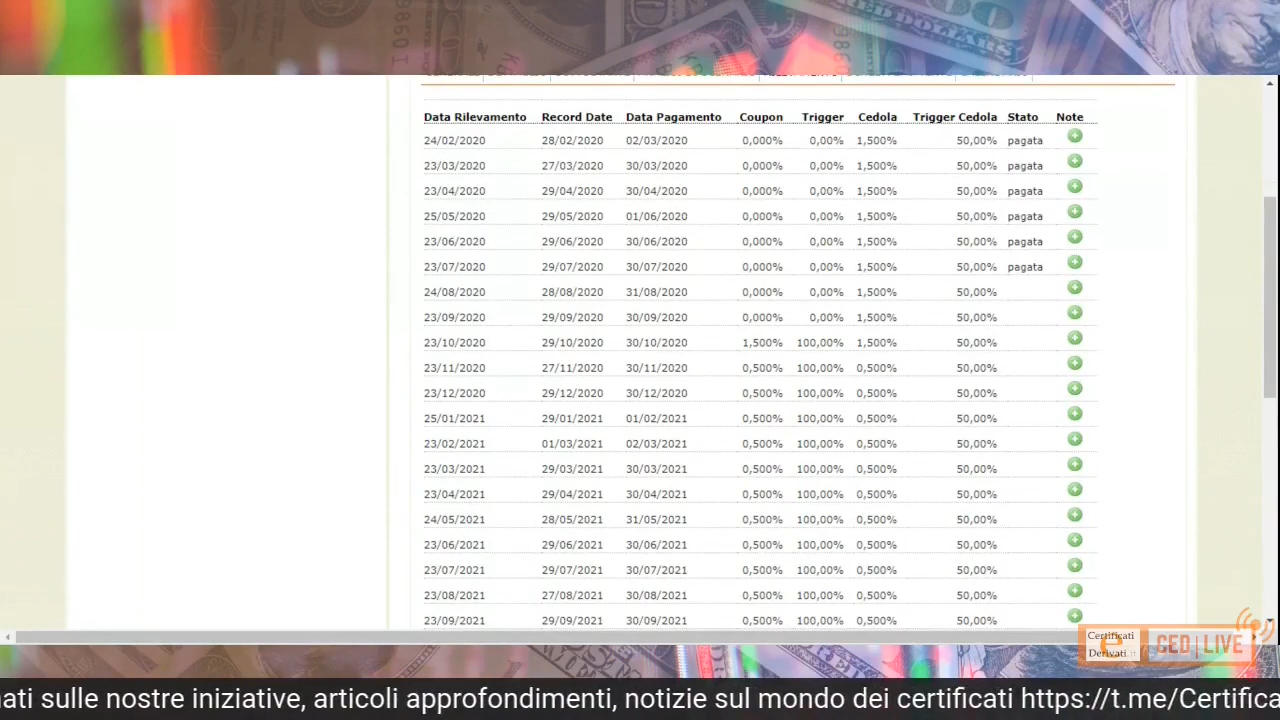 Data Rilevamento Record Date Data Pagamento Coupon Trigger Cedola Trigger Cedola Stato Note
24/02/2020 28/02/2020 02/03/2020 0,000% 0,00% 1,500% 50,00% pagata
23/03/2020 27/03/2020 30/03/2020 0,000% 0,00% 1,500% 50,00% pagata
23/04/2020 29/04/2020 30/04/2020 0,000% 0,00% 1,500% 50,00% pagata
25/05/2020 29/05/2020 01/06/2020 0,000% 0,00% 1,500% 50,00% pagata
23/06/2020 29/06/2020 30/06/2020 0,000% 0,00% 1,500% 50,00% pagata
23/07/2020 29/07/2020 30/07/2020 0,000% 0,00% 1,500% 50,00% pagata
24/08/2020 28/08/2020 31/08/2020 0,000% 0,00% 1,500% 50,00%
23/09/2020 29/09/2020 30/09/2020 0,000% 0,00% 1,500% 50,00%
23/10/2020 29/10/2020 30/10/2020 1,500% 100,00% 1,500% 50,00%
23/11/2020 27/11/2020 30/11/2020 0,500% 100,00% 0,500% 50,00%
23/12/2020 29/12/2020 30/12/2020 0,500% 100,00% 0,500% 50,00%
25/01/2021 29/01/2021 01/02/2021 0,500% 100,00% 0,500% 50,00%
23/02/2021 01/03/2021 02/03/2021 0,500% 100,00% 0,500% 50,00%
23/03/2021 29/03/2021 30/03/2021 0,500% 100,00% 0,500% 50,00%
23/04/2021 29/04/2021 30/04/2021 0,500% 100,00% 0,500% 50,00%
24/05/2021 28/05/2021 31/05/2021 0,500% 100,00% 0,500% 50,00%
23/06/2021 29/06/2021 30/06/2021 0,500% 100,00% 0,500% 50,00%
23/07/2021 29/07/2021 30/07/2021 0,500% 100,00% 0,500% 50,00%
23/08/2021 27/08/2021 30/08/2021 0,500% 100,00% 0,500% 50,00%
23/09/2021 29/09/2021 30/09/2021 0,500% 100,00% 0,500% 50,00%
Certificati
e Derivati.it
CED|LIVE
nati sulle nostre iniziative, articoli approfondimenti, notizie sul mondo dei certificati https://t.me/Certifica